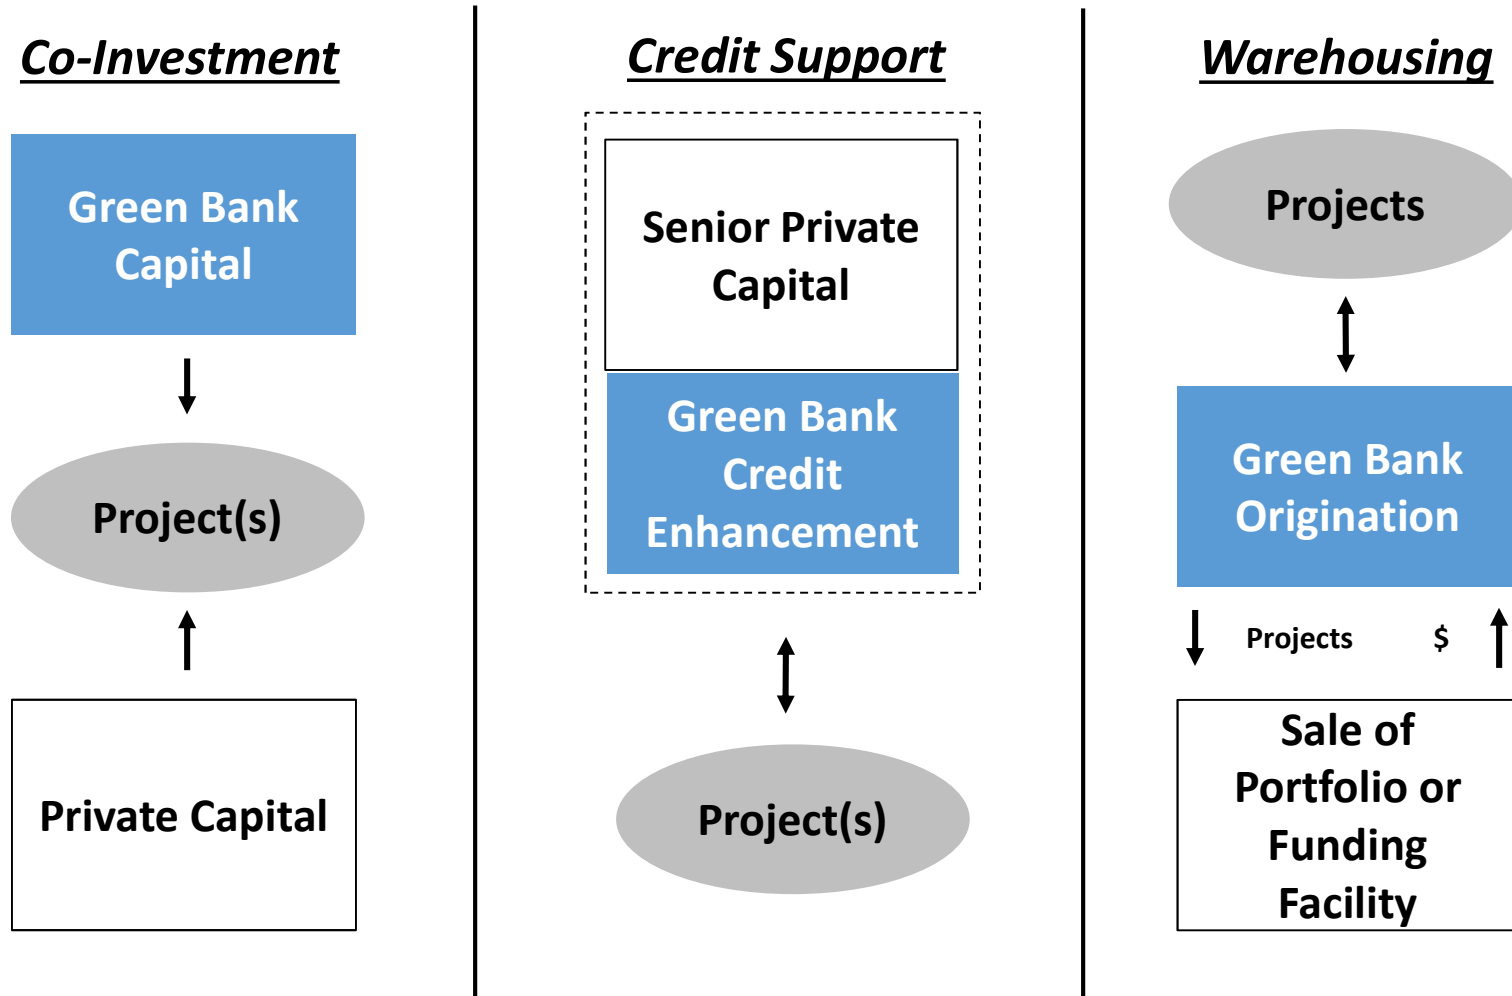 Co-Investment
Green Bank
Capital
Project(s)
Private Capital
Credit Support
Senior Private
Capital
Green Bank
Credit
Enhancement
Project(s)
Warehousing
Projects
Green Bank
Origination
Projects $
Sale of
Portfolio or
Funding
Facility